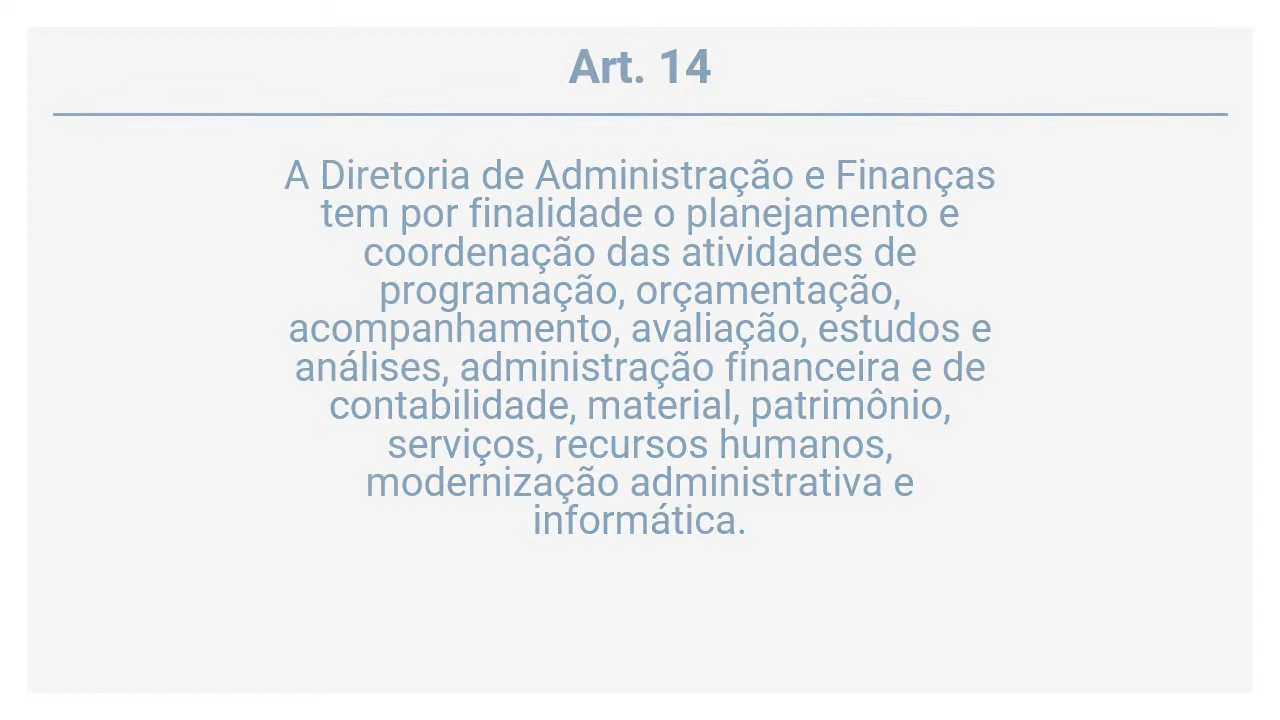 Art. 14
A Diretoria de Administração e Finanças
tem por finalidade o planejamento e
coordenação das atividades de
programação, orçamentação,
acompanhamento, avaliação, estudos e
análises, administração financeira e de
contabilidade, material, patrimônio,
serviços, recursos humanos,
modernização administrativa e
informática.